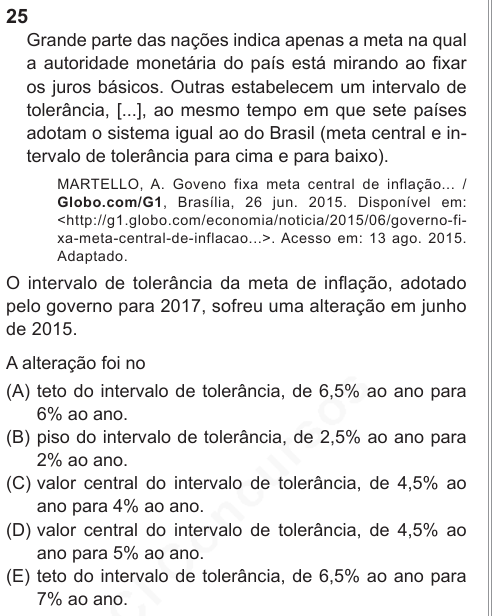 25
Grande parte das nações indica apenas a meta na qual
a autoridade monetária do país está mirando ao fixar
os juros básicos. Outras estabelecem um intervalo de
tolerância, [...], ao mesmo tempo em que sete países
adotam o sistema igual ao do Brasil (meta central e in-
tervalo de tolerância para cima e para baixo).
MARTELLO, A. Goveno fixa meta central de inflação... /
Globo.com/G1, Brasília, 26 jun. 2015. Disponível em:
<http://g1.globo.com/economia/noticia/2015/06/governo-fi-
xa-meta-central-de-inflacao...>. Acesso em: 13 ago. 2015.
Adaptado.
O intervalo de tolerância da meta de inflação, adotado
pelo governo para 2017, sofreu uma alteração em junho
de 2015.
A alteração foi no
(A) teto do intervalo de tolerância, de 6,5% ao ano para
6% ao ano.
(B) piso do intervalo de tolerância, de 2,5% ao ano para
2% ao ano.
(C) valor central do intervalo de tolerância, de 4,5% ao
ano para 4% ao ano.
(D) valor central do intervalo de tolerância, de 4,5% ao
ano para 5% ao ano.
(E) teto do intervalo de tolerância, de 6,5% ao ano para
7% ao ano.